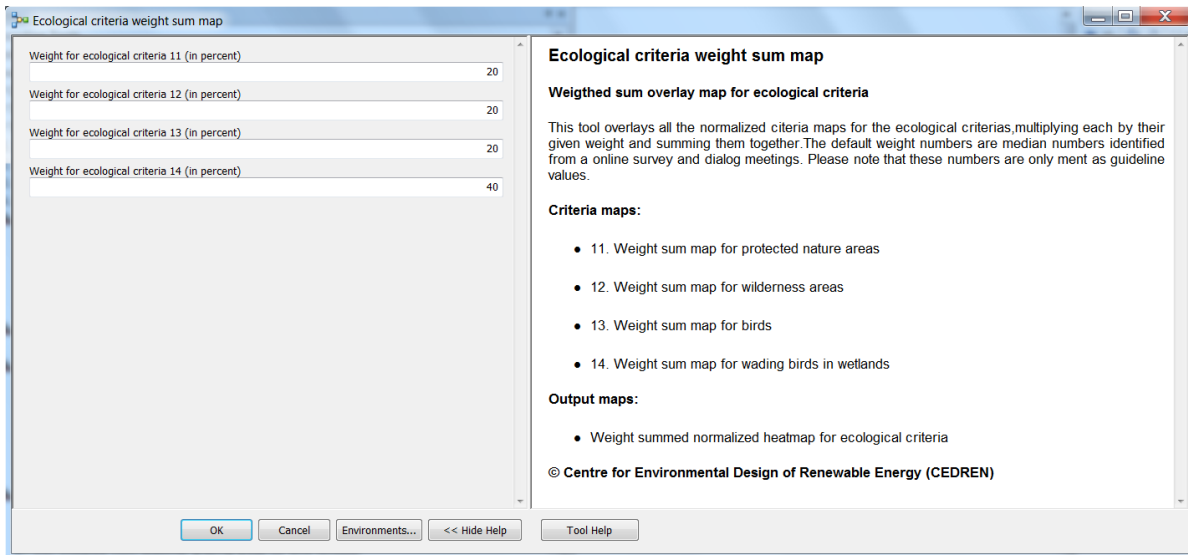 Ecological criteria weight sum map
Weight for ecological criteria 11 (in percent)
20
Weight for ecological criteria 12 (in percent)
20
Weight for ecological criteria 13 (in percent)
20
Weight for ecological criteria 14 (in percent)
40
Ecological criteria weight sum map
Weigthed sum overlay map for ecological criteria
This tool overlays all the normalized citeria maps for the ecological criterias,multiplying each by their
given weight and summing them together.The default weight numbers are median numbers identified
from a online survey and dialog meetings. Please note that these numbers are only ment as guideline
values.
Criteria maps:
● 11. Weight sum map for protected nature areas
● 12. Weight sum map for wilderness areas
● 13. Weight sum map for birds
● 14. Weight sum map for wading birds in wetlands
Output maps:
● Weight summed normalized heatmap for ecological criteria
© Centre for Environmental Design of Renewable Energy (CEDREN)
OK Cancel Environments... << Hide Help Tool Help